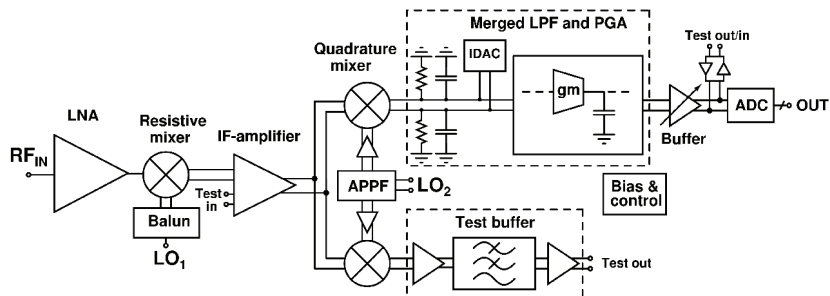 Merged LPF and PGA
Quadrature
mixer
IDAC
Test out/in
gm
LNA
Resistive
mixer
IF-amplifier
ADC
OUT
Buffer
RFIN
Test
in
APPF
LO2
Bias &
control
Balun
LO1
Test buffer
Test out